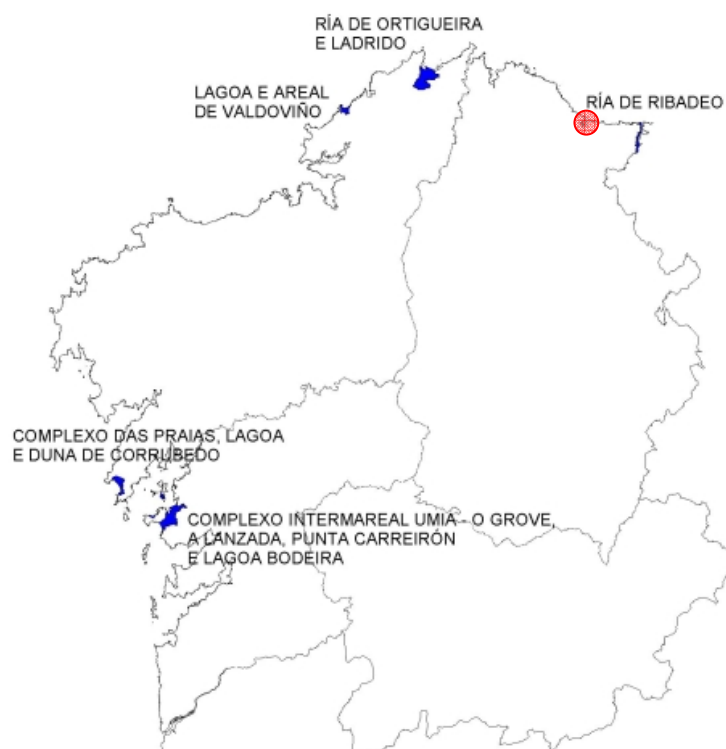 RÍA DE ORTIGUEIRA
E LADRIDO
LAGOA E AREAL
DE VALDOVIÑO
RÍA DE RIBADEO
COMPLEXO DAS PRAIAS, LAGOA
E DUNA DE CORRUBEDO
COMPLEXO INTERMAREAL UMIA - O GROVE,
A LANZADA, PUNTA CARREIRÓN
E LAGOA BODEIRA